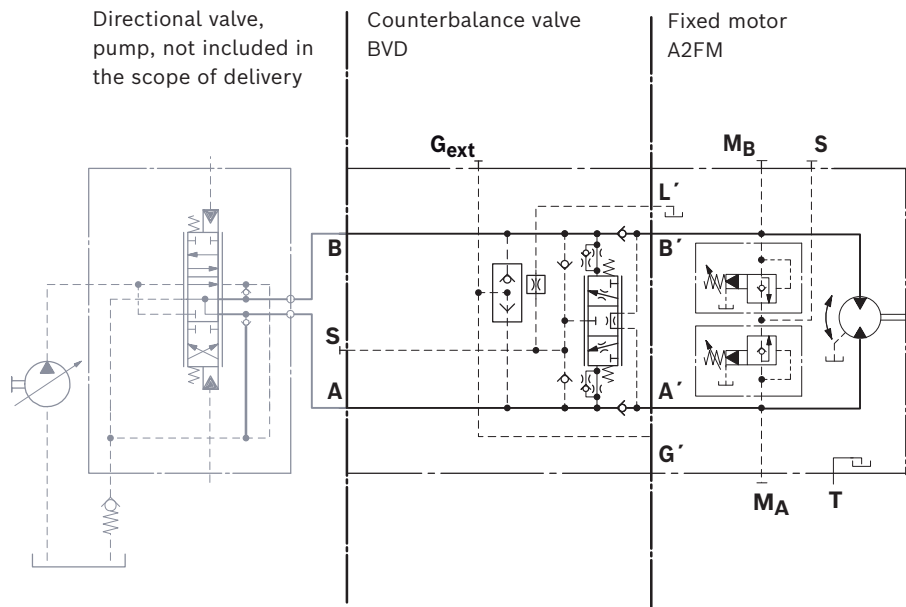 Directional valve,
pump, not included in
the scope of delivery
Counterbalance valve
BVD
Fixed motor
A2FM
Gext
MB
S
L´
B
B´
S
A
A´
G´
MA
T